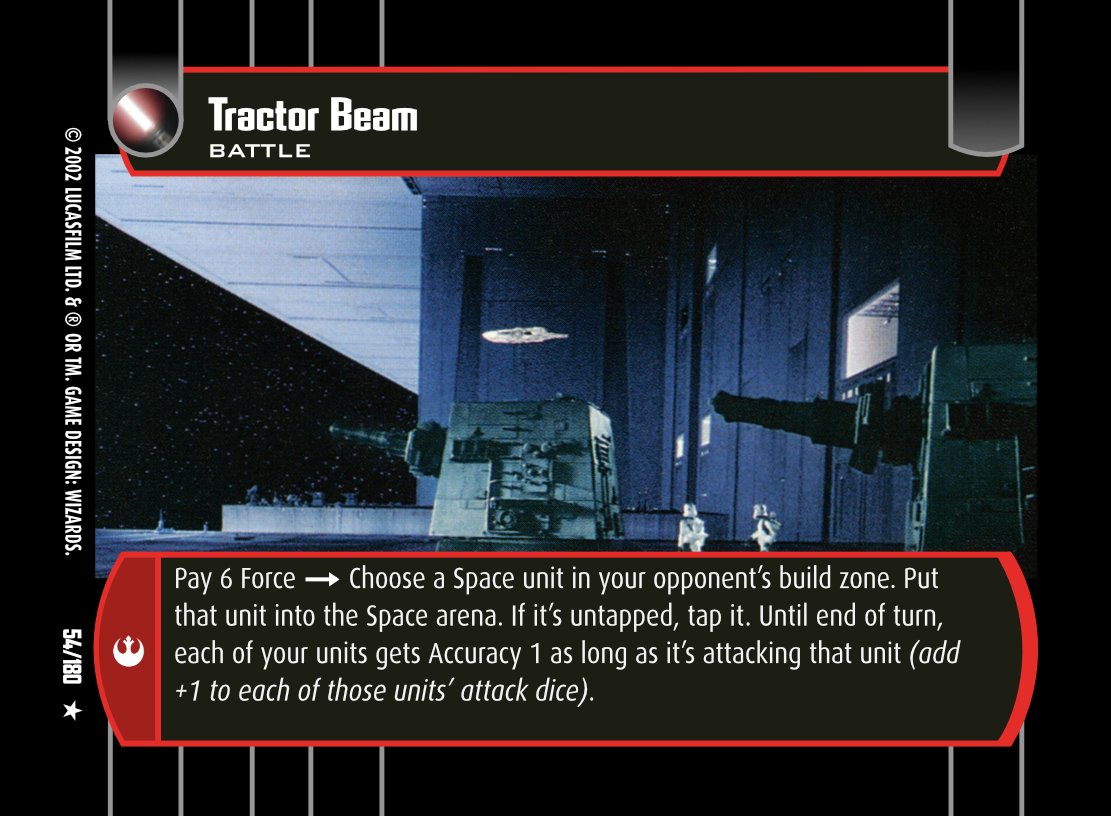 Tractor Beam
BATTLE
Pay 6 Force → Choose a Space unit in your opponent's build zone. Put
that unit into the Space arena. If it's untapped, tap it. Until end of turn,
each of your units gets Accuracy 1 as long as it's attacking that unit (add
+1 to each of those units' attack dice).
© 2002 LUCASFILM LTD. & ® OR TM. GAME DESIGN: WIZARDS.
54/180 ★